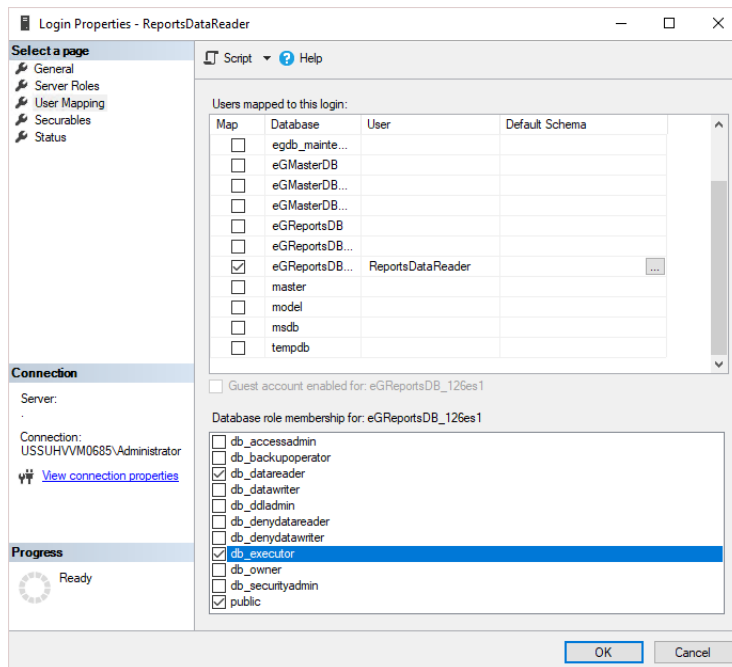 Login Properties - ReportsDataReader
Select a page
General
Server Roles
User Mapping
Securables
Status
Script
Help
Users mapped to this login:
Map Database User Default Schema
egdb_mainte...
eGMasterDB
eGMasterDB...
eGMasterDB...
eGReportsDB
eGReportsDB...
eGReportsDB... ReportsDataReader ...
master
model
msdb
tempdb
Guest account enabled for: eGReportsDB_126es1
Database role membership for: eGReportsDB_126es1
db_accessadmin
db_backupoperator
db_datareader
db_datawriter
db_ddladmin
db_denydatareader
db_denydatawriter
db_executor
db_owner
db_securityadmin
public
Connection
Server:
.
Connection:
USSUHVVM0685\Administrator
View connection properties
Progress
Ready
OK Cancel